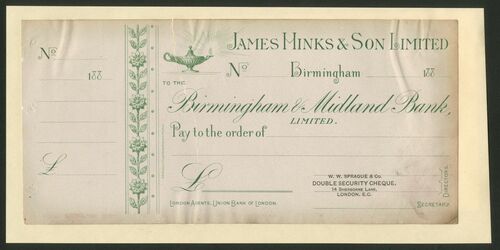 JAMES HINKS & SON LIMITED
No
188
No
Birmingham
188
TO THE
Birmingham & Midland Bank,
LIMITED.
Pay to the order of
£
£
W. W. SPRAGUE & Co.
DOUBLE SECURITY CHEQUE.
14 SHERBORNE LANE,
LONDON. E.C.
DIRECTORS.
SECRETARY.
LONDON AGENTS, UNION BANK OF LONDON.